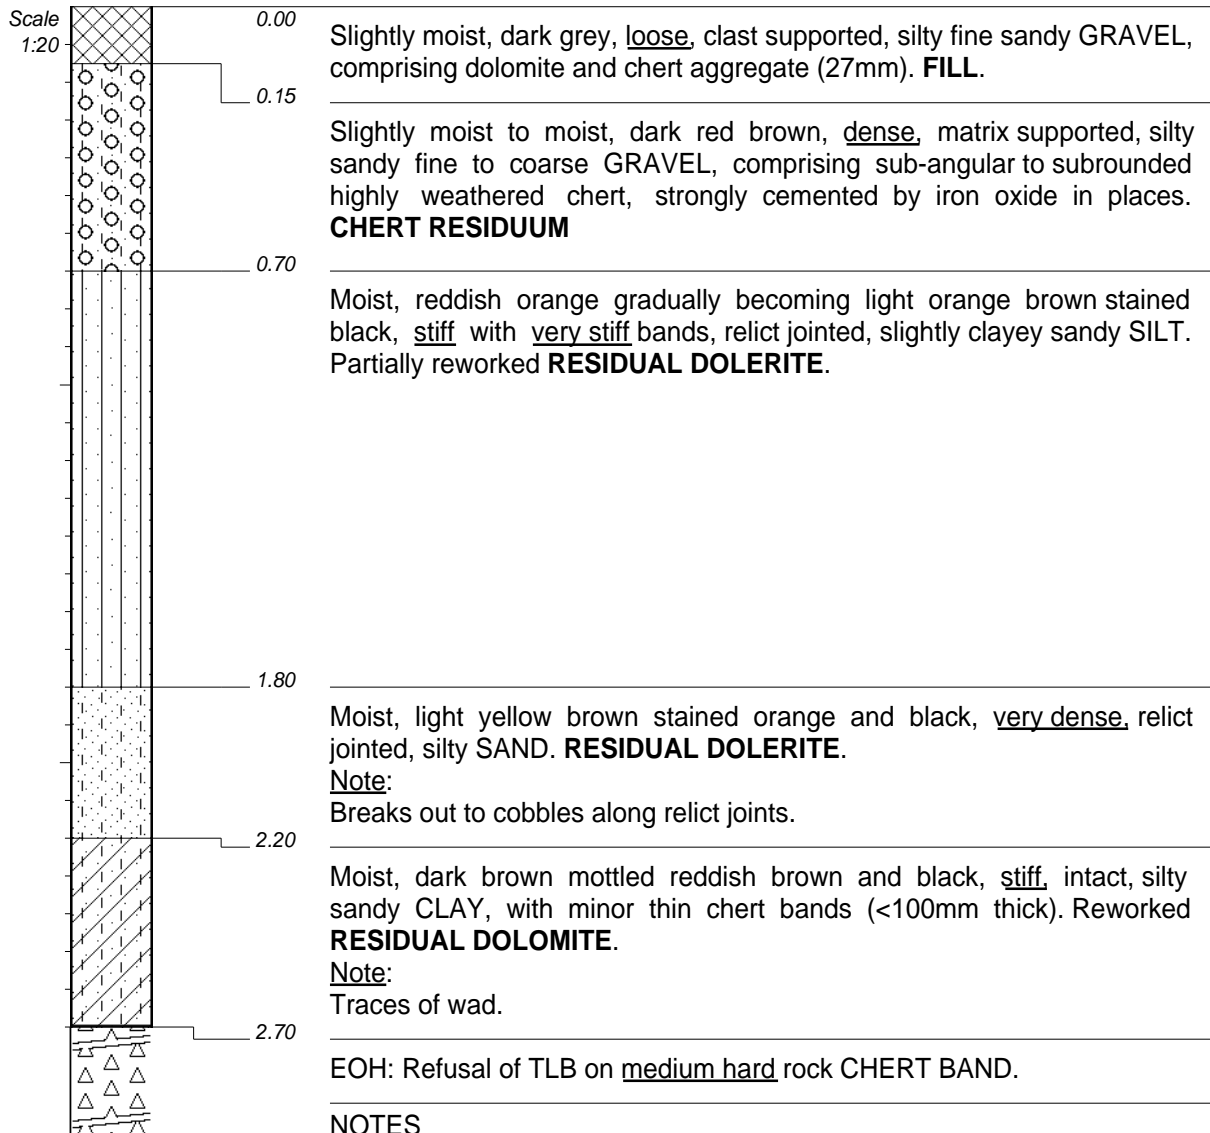 Scale
1:20
0.00
Slightly moist, dark grey, loose, clast supported, silty fine sandy GRAVEL,
comprising dolomite and chert aggregate (27mm). FILL.
0.15
Slightly moist to moist, dark red brown, dense, matrix supported, silty
sandy fine to coarse GRAVEL, comprising sub-angular to subrounded
highly weathered chert, strongly cemented by iron oxide in places.
CHERT RESIDUUM
0.70
Moist, reddish orange gradually becoming light orange brown stained
black, stiff with very stiff bands, relict jointed, slightly clayey sandy SILT.
Partially reworked RESIDUAL DOLERITE.
1.80
Moist, light yellow brown stained orange and black, very dense, relict
jointed, silty SAND. RESIDUAL DOLERITE.
Note:
Breaks out to cobbles along relict joints.
2.20
Moist, dark brown mottled reddish brown and black, stiff, intact, silty
sandy CLAY, with minor thin chert bands (<100mm thick). Reworked
RESIDUAL DOLOMITE.
Note:
Traces of wad.
2.70
EOH: Refusal of TLB on medium hard rock CHERT BAND.
NOTES